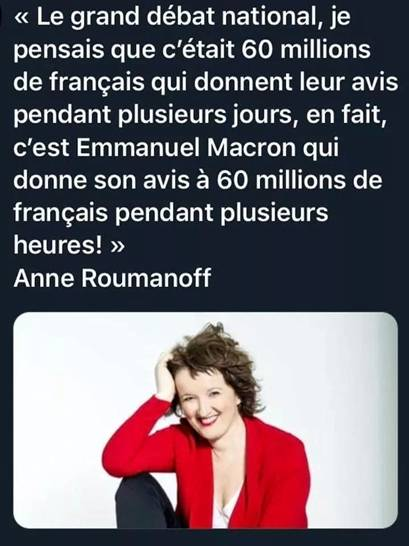 « Le grand débat national, je
pensais que c’était 60 millions
de français qui donnent leur avis
pendant plusieurs jours, en fait,
c’est Emmanuel Macron qui
donne son avis à 60 millions de
français pendant plusieurs
heures! »
Anne Roumanoff